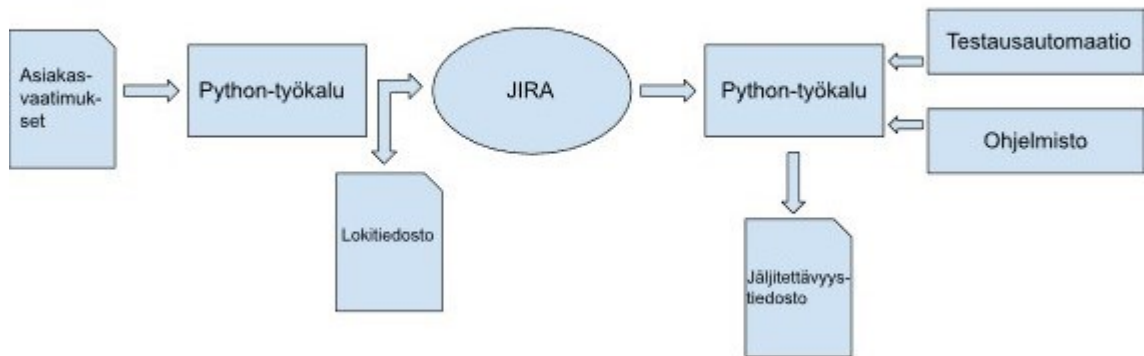 Asiakas-
vaatimuk-
set
Python-työkalu
JIRA
Python-työkalu
Testausautomaatio
Ohjelmisto
Lokitiedosto
Jäljitettävyys-
tiedosto